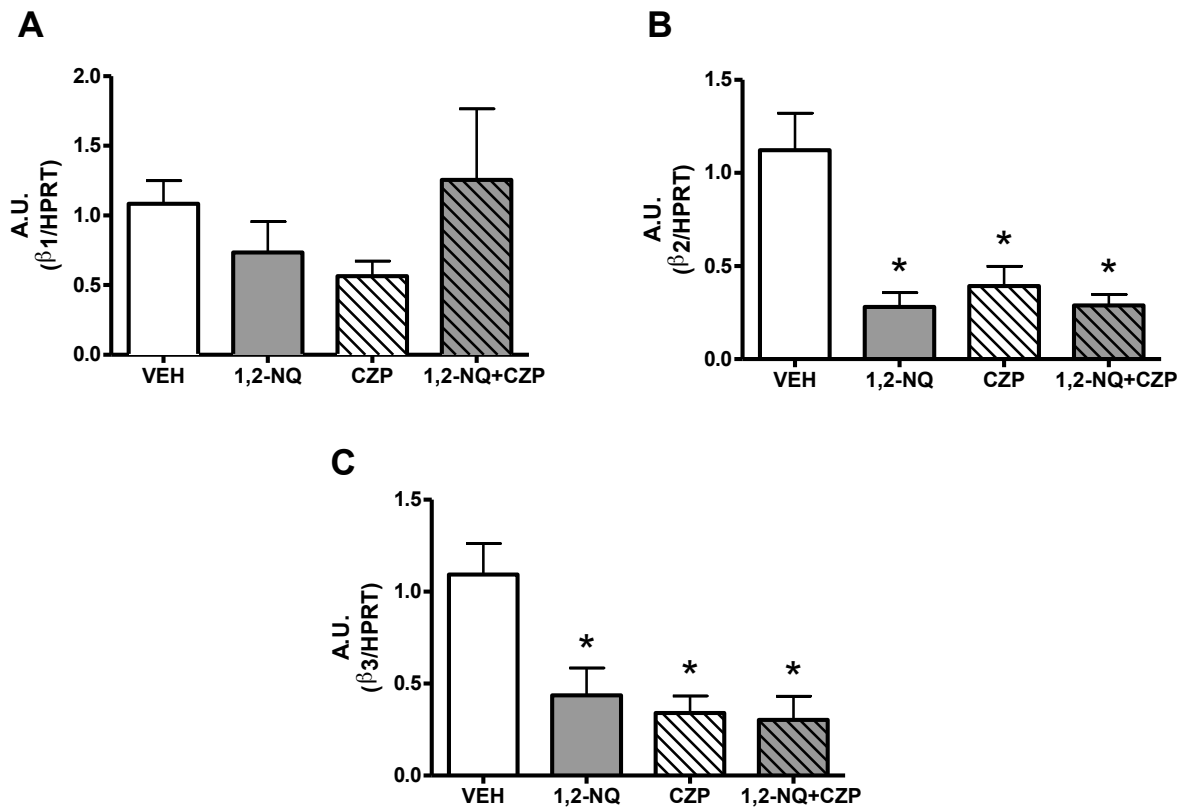 A
A.U.
(β1/HPRT)
2.0
1.5
1.0
0.5
0.0
VEH 1,2-NQ CZP 1,2-NQ+CZP
B
A.U.
(β2/HPRT)
1.5
1.0
0.5
0.0
* * *
VEH 1,2-NQ CZP 1,2-NQ+CZP
C
A.U.
(β3/HPRT)
1.5
1.0
0.5
0.0
* * *
VEH 1,2-NQ CZP 1,2-NQ+CZP